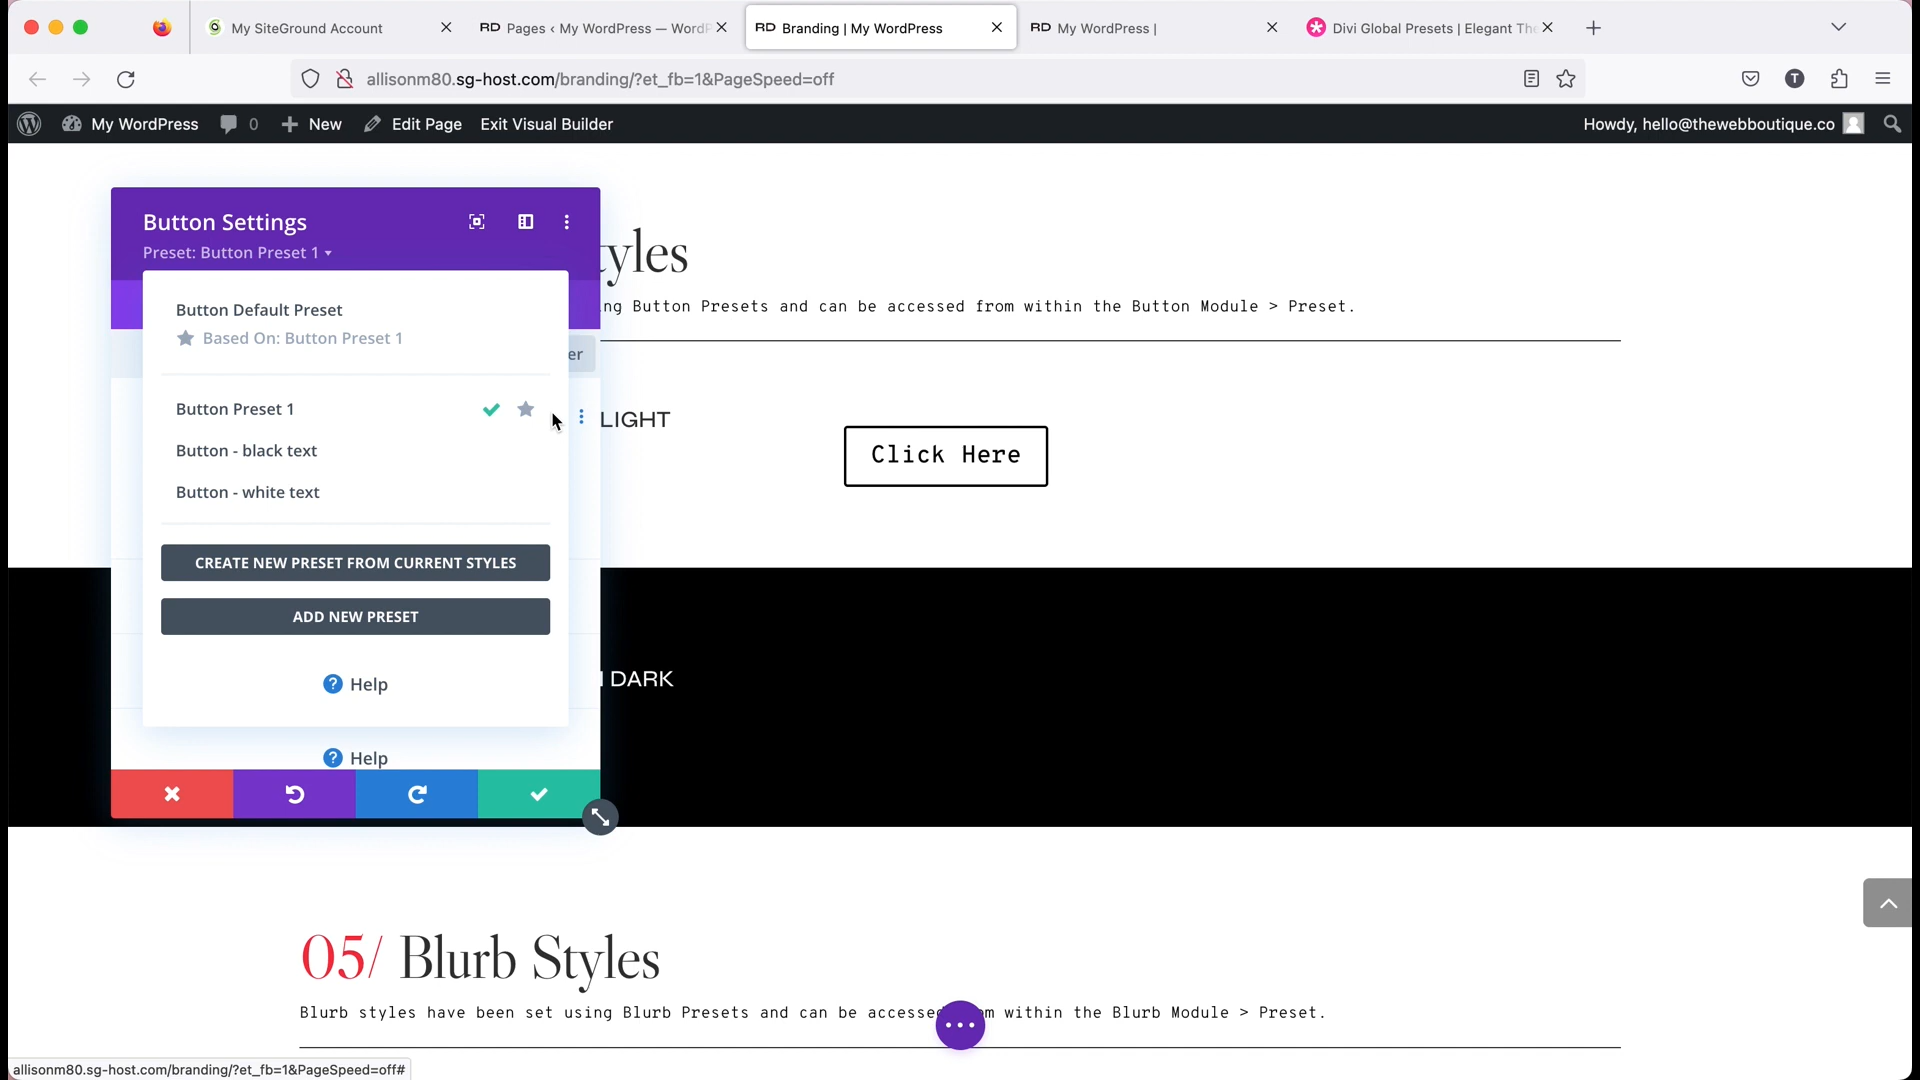 My SiteGround Account
Pages ‹ My WordPress — WordP
Branding | My WordPress
My WordPress |
Divi Global Presets | Elegant The
allisonm80.sg-host.com/branding/?et_fb=1&PageSpeed=off
T
My WordPress
0
New
Edit Page
Exit Visual Builder
Howdy, hello@thewebboutique.co
Button Settings
Preset: Button Preset 1
tyles
ng Button Presets and can be accessed from within the Button Module > Preset.
Button Default Preset
Based On: Button Preset 1
er
Button Preset 1
LIGHT
Button - black text
Click Here
Button - white text
CREATE NEW PRESET FROM CURRENT STYLES
ADD NEW PRESET
Help
DARK
Help
05/ Blurb Styles
Blurb styles have been set using Blurb Presets and can be accesse m within the Blurb Module > Preset.
allisonm80.sg-host.com/branding/?et_fb=1&PageSpeed=off#